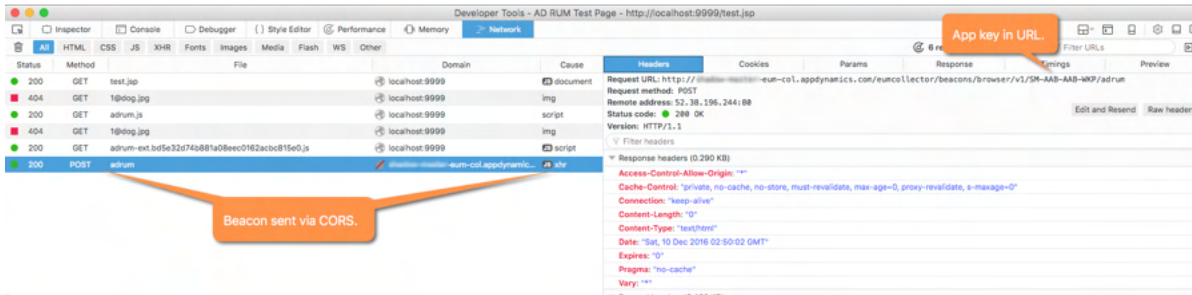 Developer Tools - AD RUM Test Page - http://localhost:9999/test.jsp
Inspector Console Debugger { } Style Editor Performance Memory Network
All HTML CSS JS XHR Fonts Images Media Flash WS Other
Filter URLs
App key in URL.
Status Method File Domain Cause
200 GET test.jsp localhost:9999 JS document
404 GET 1@dog.jpg localhost:9999 img
200 GET adrum.js localhost:9999 script
404 GET 1@dog.jpg localhost:9999 img
200 GET adrum-ext.bd5e32d74b881a08eec0162acbc815e0.js localhost:9999 JS script
200 POST adrum -eum-col.appdynamic... JS xhr
Beacon sent via CORS.
Headers Cookies Params Response Timings Preview
Request URL: http:// -eum-col.appdynamics.com/eumcollector/beacons/browser/v1/SM-AAB-AAB-WKP/adrum
Request method: POST
Remote address: 52.38.196.244:80
Status code: 200 OK
Edit and Resend Raw header
Version: HTTP/1.1
Filter headers
Response headers (0.290 KB)
Access-Control-Allow-Origin: "*"
Cache-Control: "private, no-cache, no-store, must-revalidate, max-age=0, proxy-revalidate, s-maxage=0"
Connection: "keep-alive"
Content-Length: "0"
Content-Type: "text/html"
Date: "Sat, 10 Dec 2016 02:50:02 GMT"
Expires: "0"
Pragma: "no-cache"
Vary: "*"